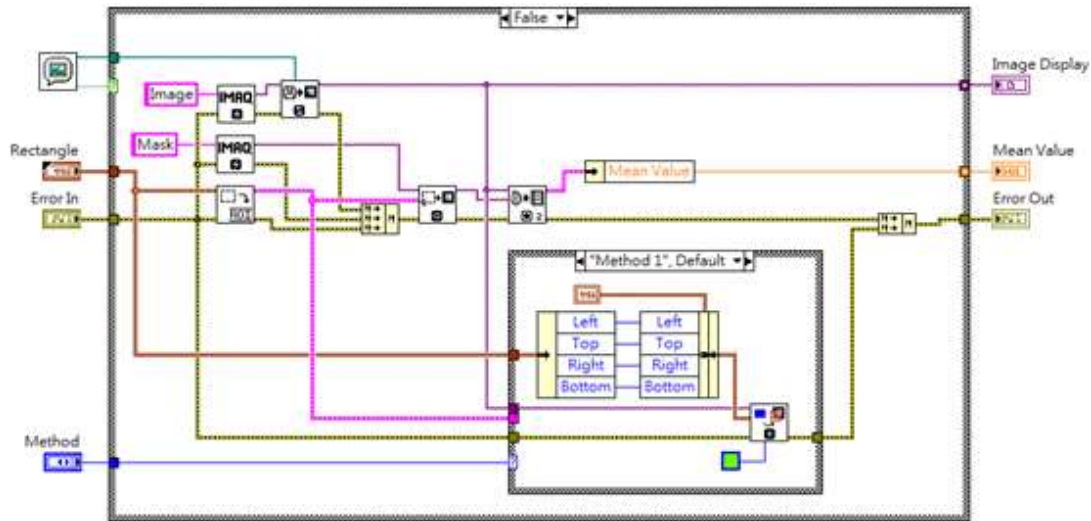 False
Image Display
Image
IMAQ
Mask
IMAQ
Rectangle
Mean Value
Mean Value
Error In
ROI
Error Out
"Method 1", Default
Left Left
Top Top
Right Right
Bottom Bottom
Method